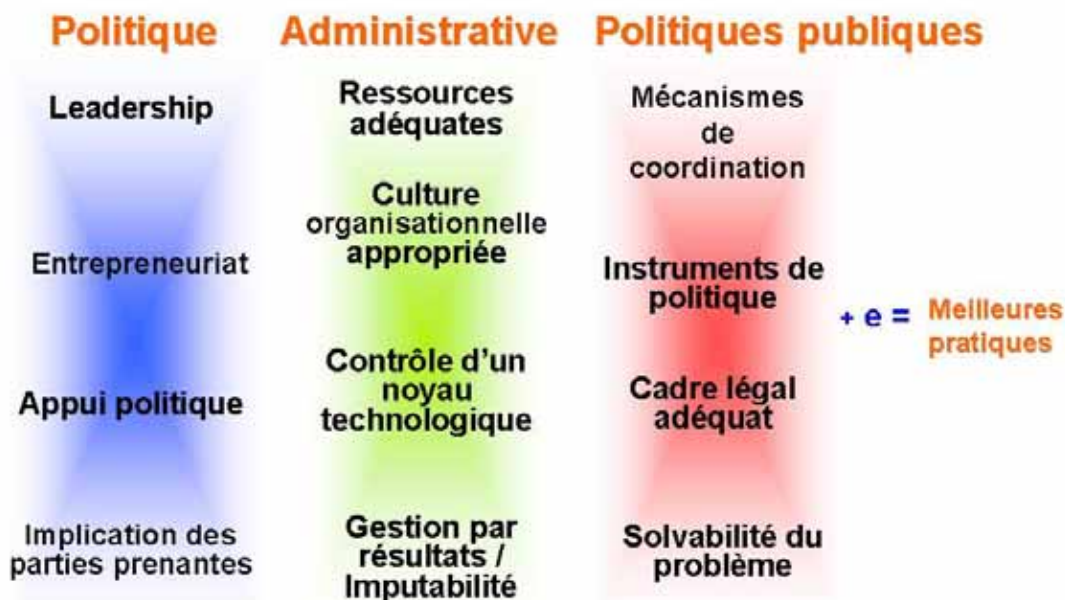 Politique
Administrative
Politiques publiques
Leadership
Entrepreneuriat
Appui politique
Implication des
parties prenantes
Ressources
adéquates
Culture
organisationnelle
appropriée
Contrôle d'un
noyau
technologique
Gestion par
résultats /
Imputabilité
Mécanismes
de
coordination
Instruments de
politique
Cadre légal
adéquat
Solvabilité du
problème
+ e = Meilleures
pratiques